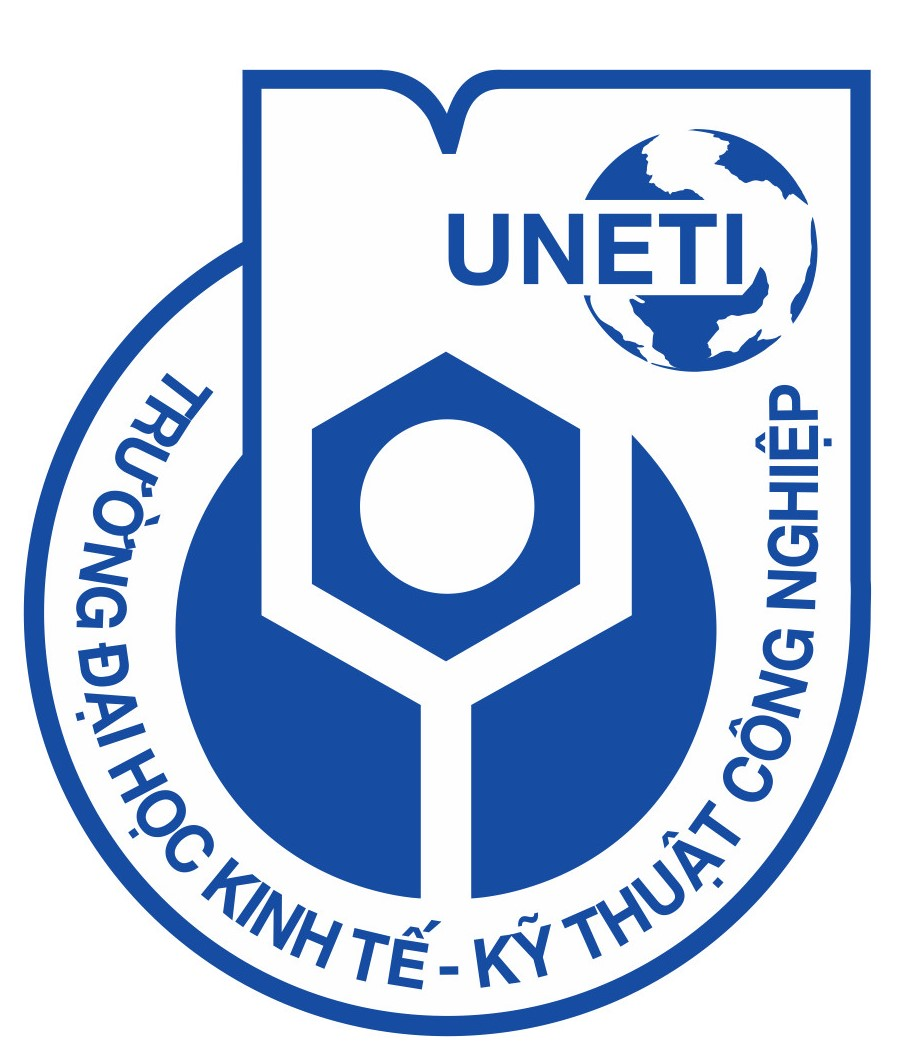 UNETI
TRƯỜNG ĐẠI HỌC KINH TẾ - KỸ THUẬT CÔNG NGHIỆP